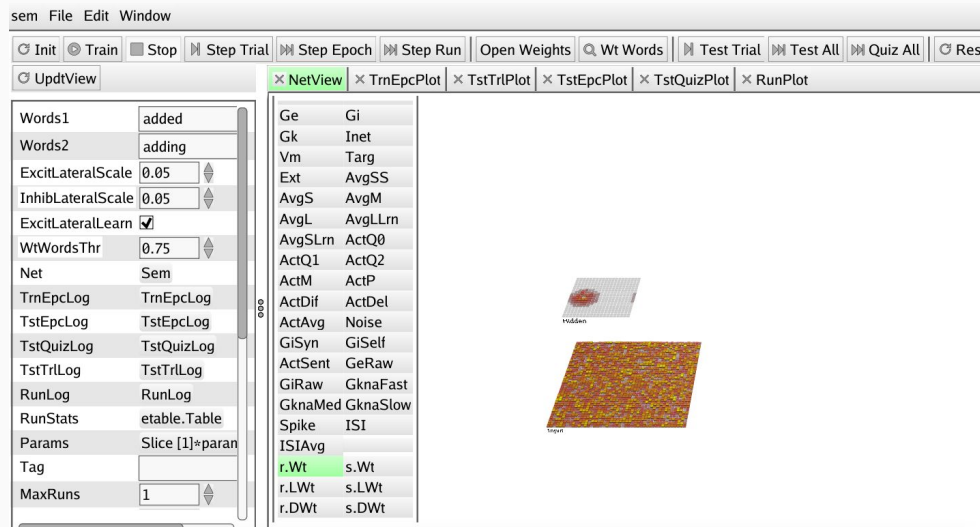 sem File Edit Window
Init Train Stop Step Trial Step Epoch Step Run Open Weights Wt Words Test Trial Test All Quiz All Res
UpdtView
NetView TrnEpcPlot TstTrlPlot TstEpcPlot TstQuizPlot RunPlot
Words1 added
Words2 adding
ExcitLateralScale 0.05
InhibLateralScale 0.05
ExcitLateralLearn
WtWordsThr 0.75
Net Sem
TrnEpcLog TrnEpcLog
TstEpcLog TstEpcLog
TstQuizLog TstQuizLog
TstTrlLog TstTrlLog
RunLog RunLog
RunStats etable.Table
Params Slice [1]*paran
Tag
MaxRuns 1
Ge Gi
Gk Inet
Vm Targ
Ext AvgSS
AvgS AvgM
AvgL AvgLLrn
AvgSLrn ActQ0
ActQ1 ActQ2
ActM ActP
ActDif ActDel
ActAvg Noise
GiSyn GiSelf
ActSent GeRaw
GiRaw GknaFast
GknaMed GknaSlow
Spike ISI
ISIAvg
r.Wt s.Wt
r.LWt s.LWt
r.DWt s.DWt
Hidden
Input